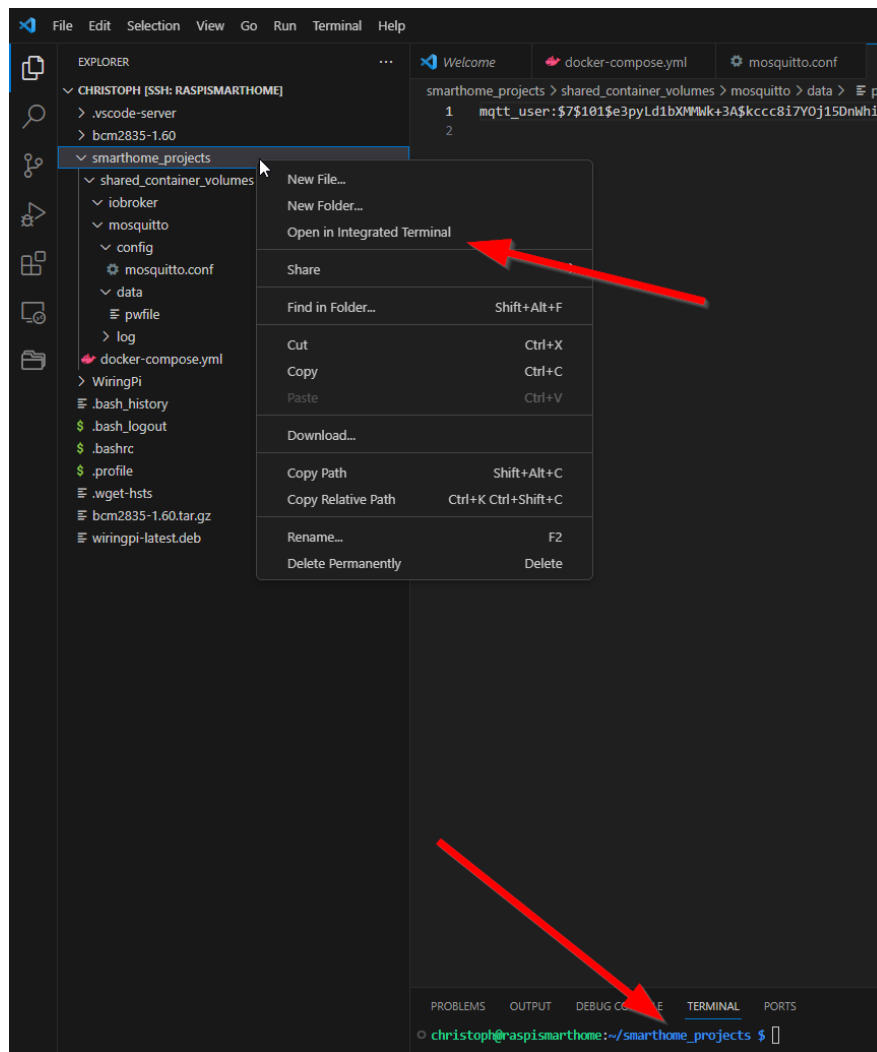 File Edit Selection View Go Run Terminal Help
EXPLORER ...
CHRISTOPH [SSH: RASPISMARTHOME]
.vscode-server
bcm2835-1.60
smarthome_projects
shared_container_volumes
iobroker
mosquitto
config
mosquitto.conf
data
pwfile
log
docker-compose.yml
WiringPi
.bash_history
$ .bash_logout
$ .bashrc
$ .profile
.wget-hsts
bcm2835-1.60.tar.gz
wiringpi-latest.deb
New File...
New Folder...
Open in Integrated Terminal
Share
Find in Folder... Shift+Alt+F
Cut Ctrl+X
Copy Ctrl+C
Paste Ctrl+V
Download...
Copy Path Shift+Alt+C
Copy Relative Path Ctrl+K Ctrl+Shift+C
Rename... F2
Delete Permanently Delete
Welcome docker-compose.yml mosquitto.conf
smarthome_projects > shared_container_volumes > mosquitto > data >
1 mqtt_user:$7$101$e3pyLd1bXMMWk+3A$kccc8i7YOj15DnWhi
2
PROBLEMS OUTPUT DEBUG TERMINAL PORTS
christoph@raspismarthome:~/smarthome_projects $